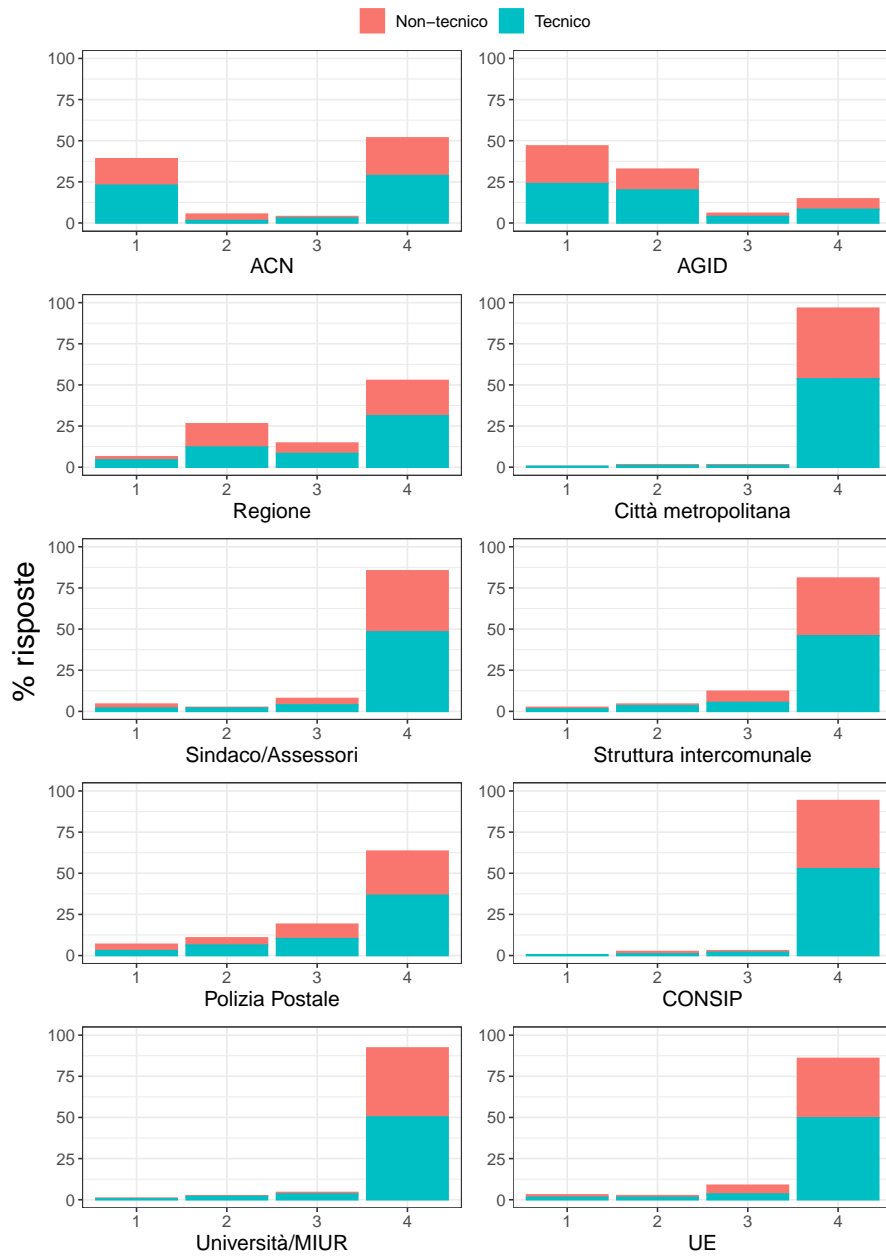 Non-tecnico Tecnico
100
75
50
25
0
1 2 3 4
ACN
100
75
50
25
0
1 2 3 4
AGID
100
75
50
25
0
1 2 3 4
Regione
100
75
50
25
0
1 2 3 4
Città metropolitana
% risposte
100
75
50
25
0
1 2 3 4
Sindaco/Assessori
100
75
50
25
0
1 2 3 4
Struttura intercomunale
100
75
50
25
0
1 2 3 4
Polizia Postale
100
75
50
25
0
1 2 3 4
CONSIP
100
75
50
25
0
1 2 3 4
Università/MIUR
100
75
50
25
0
1 2 3 4
UE